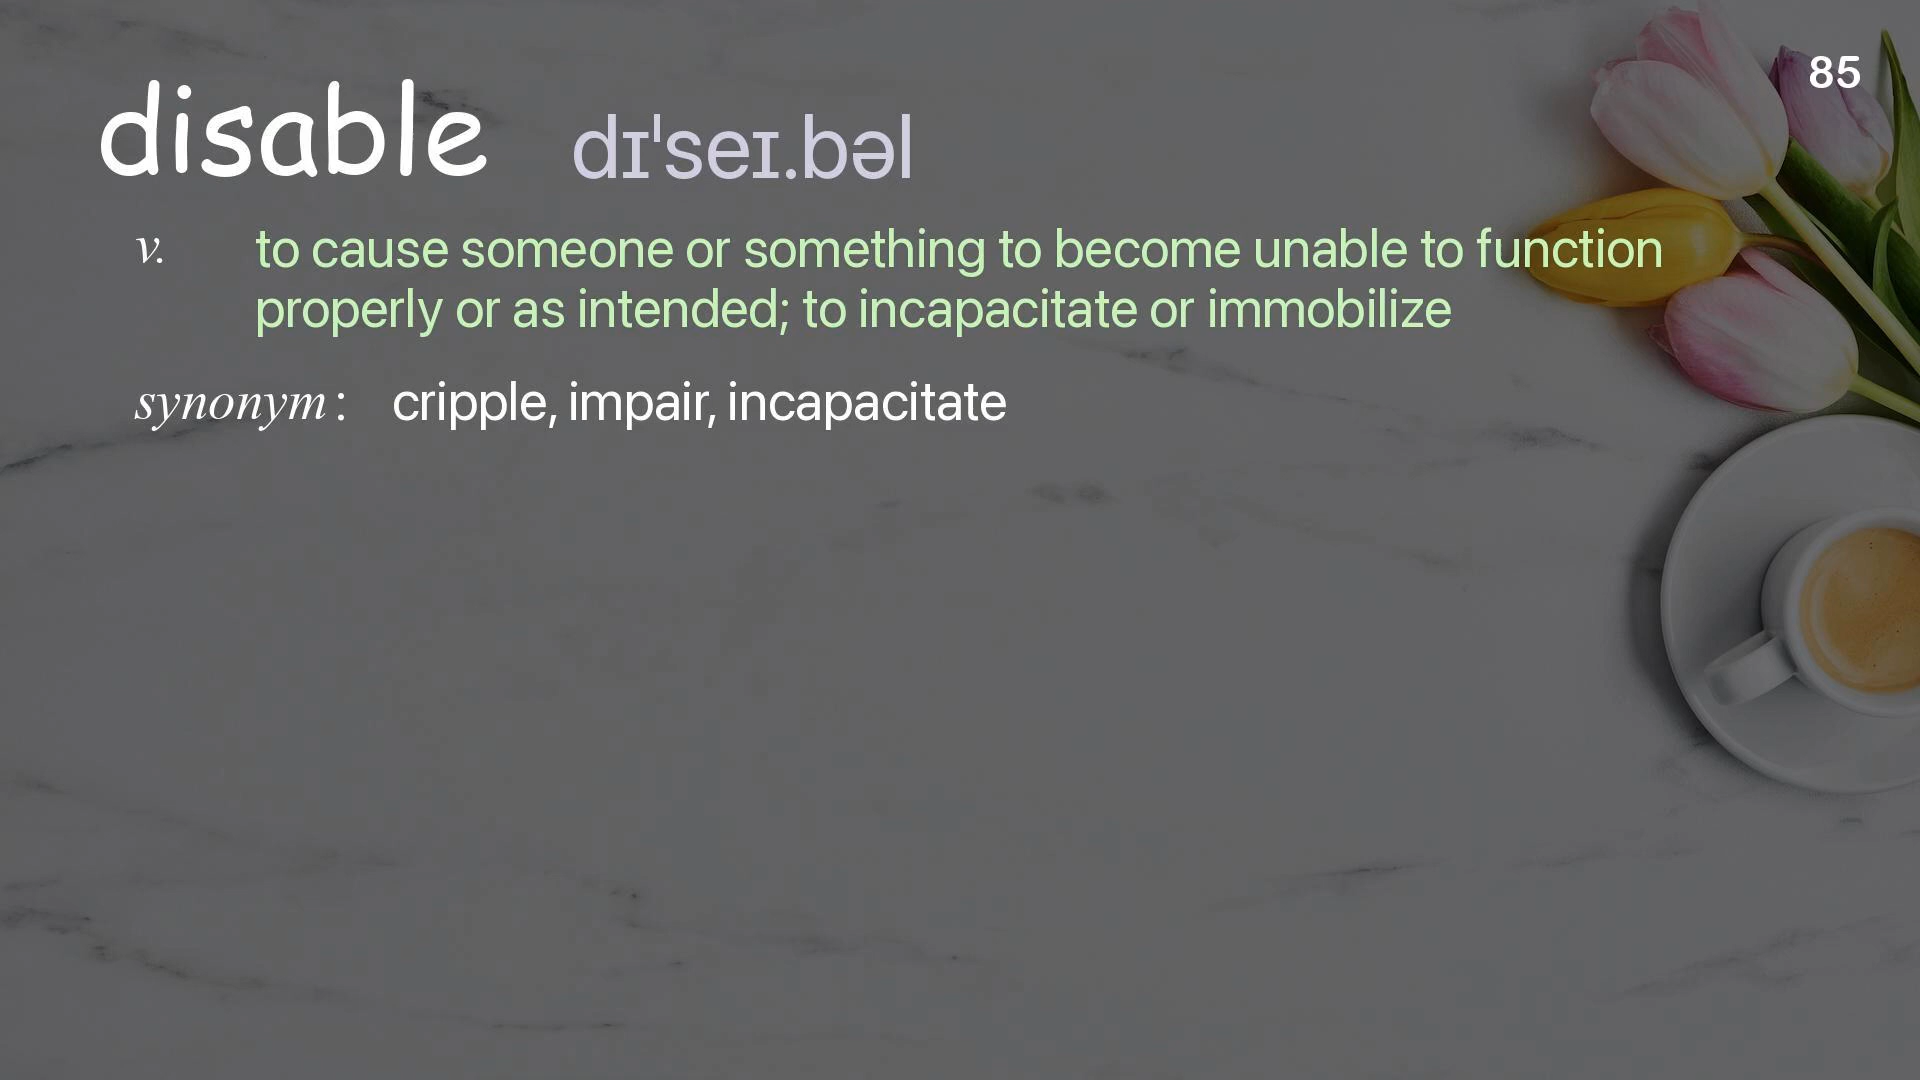 85
disable dɪˈseɪ.bəl
v. to cause someone or something to become unable to function
properly or as intended; to incapacitate or immobilize
synonym : cripple, impair, incapacitate